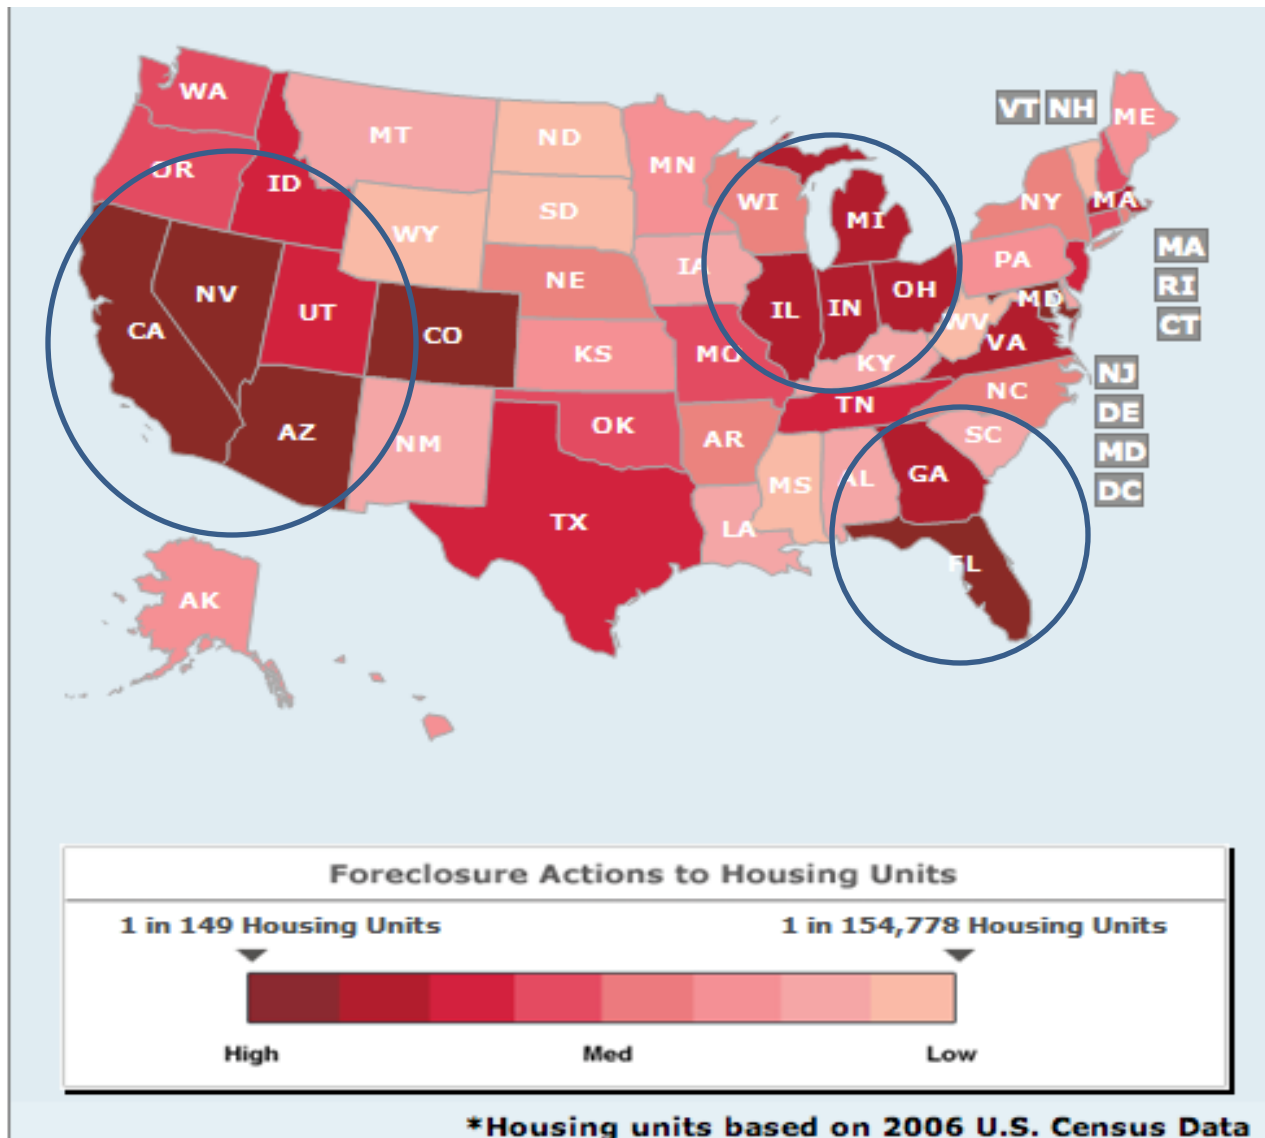 WA
MT
ND
MN
VT NH
ME
OR
ID
SD
WI
MI
NY
MA
WY
MA
NV
UT
NE
IA
IL
IN
OH
PA
RI
CA
CO
KS
MO
KY
WV
MD
VA
CT
AZ
NM
OK
AR
TN
NC
NJ
DE
TX
LA
MS
AL
GA
SC
MD
DC
FL
AK
Foreclosure Actions to Housing Units
1 in 149 Housing Units
1 in 154,778 Housing Units
High
Med
Low
*Housing units based on 2006 U.S. Census Data